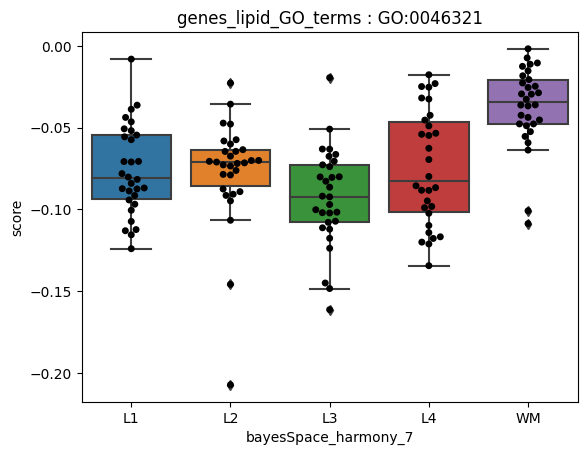 genes_lipid_GO_terms : GO:0046321
0.00
−0.05
−0.10
−0.15
−0.20
score
L1 L2 L3 L4 WM
bayesSpace_harmony_7